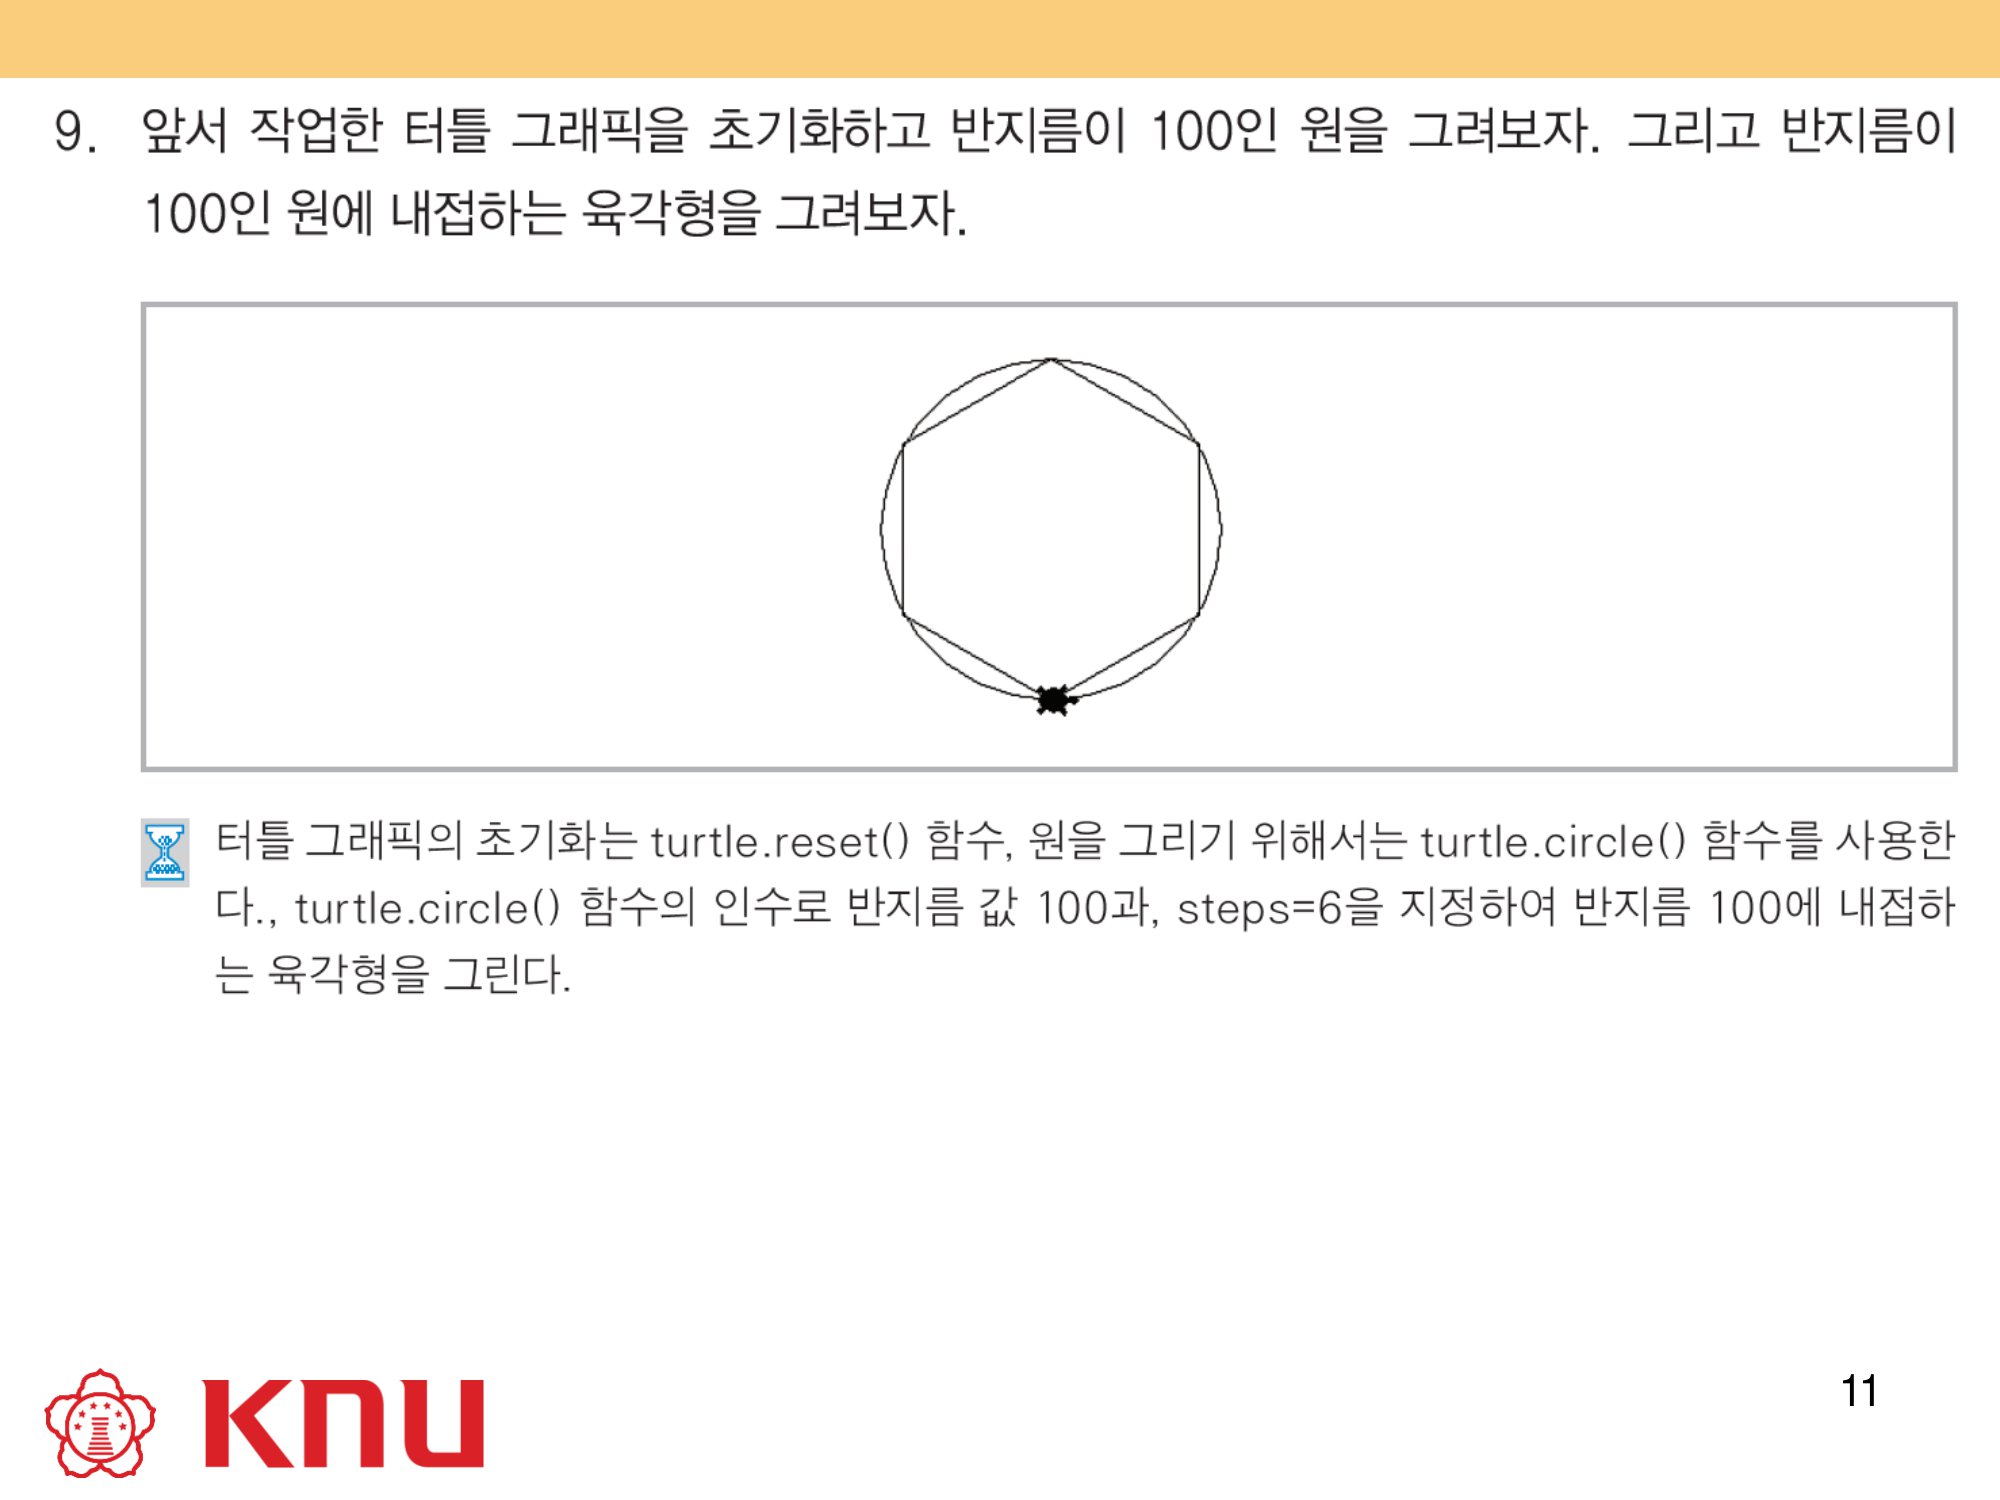 9. 앞서 작업한 터틀 그래픽을 초기화하고 반지름이 100인 원을 그려보자. 그리고 반지름이
100인 원에 내접하는 육각형을 그려보자.
터틀 그래픽의 초기화는 turtle.reset() 함수, 원을 그리기 위해서는 turtle.circle() 함수를 사용한
다., turtle.circle() 함수의 인수로 반지름 값 100과, steps=6을 지정하여 반지름 100에 내접하
는 육각형을 그린다.
KNU
11